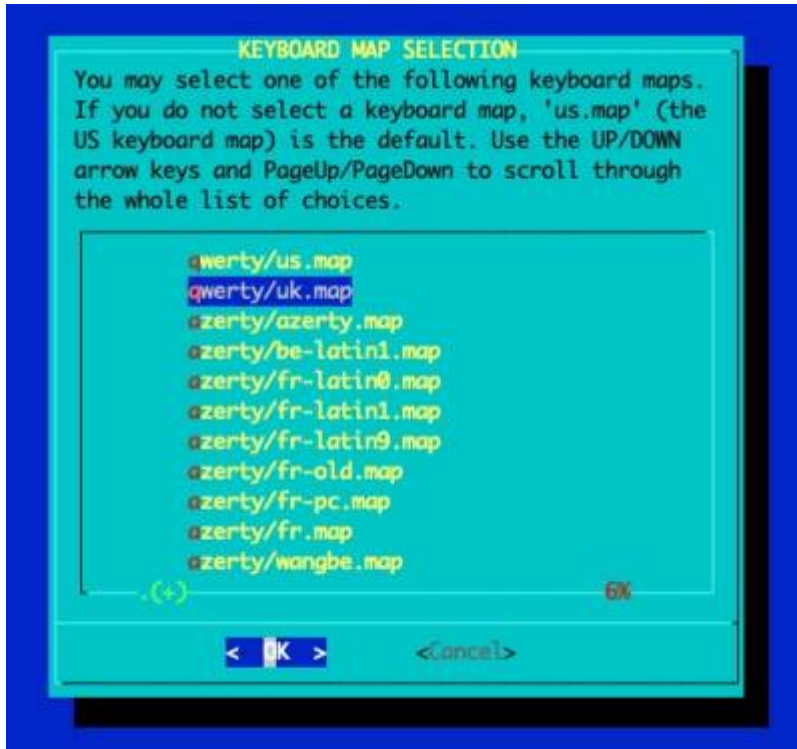 KEYBOARD MAP SELECTION
You may select one of the following keyboard maps.
If you do not select a keyboard map, 'us.map' (the
US keyboard map) is the default. Use the UP/DOWN
arrow keys and PageUp/PageDown to scroll through
the whole list of choices.
qwerty/us.map
qwerty/uk.map
azerty/azerty.map
azerty/be-latin1.map
azerty/fr-latin0.map
azerty/fr-latin1.map
azerty/fr-latin9.map
azerty/fr-old.map
azerty/fr-pc.map
azerty/fr.map
azerty/wangbe.map
.(+) 6%
< OK > <Cancel>